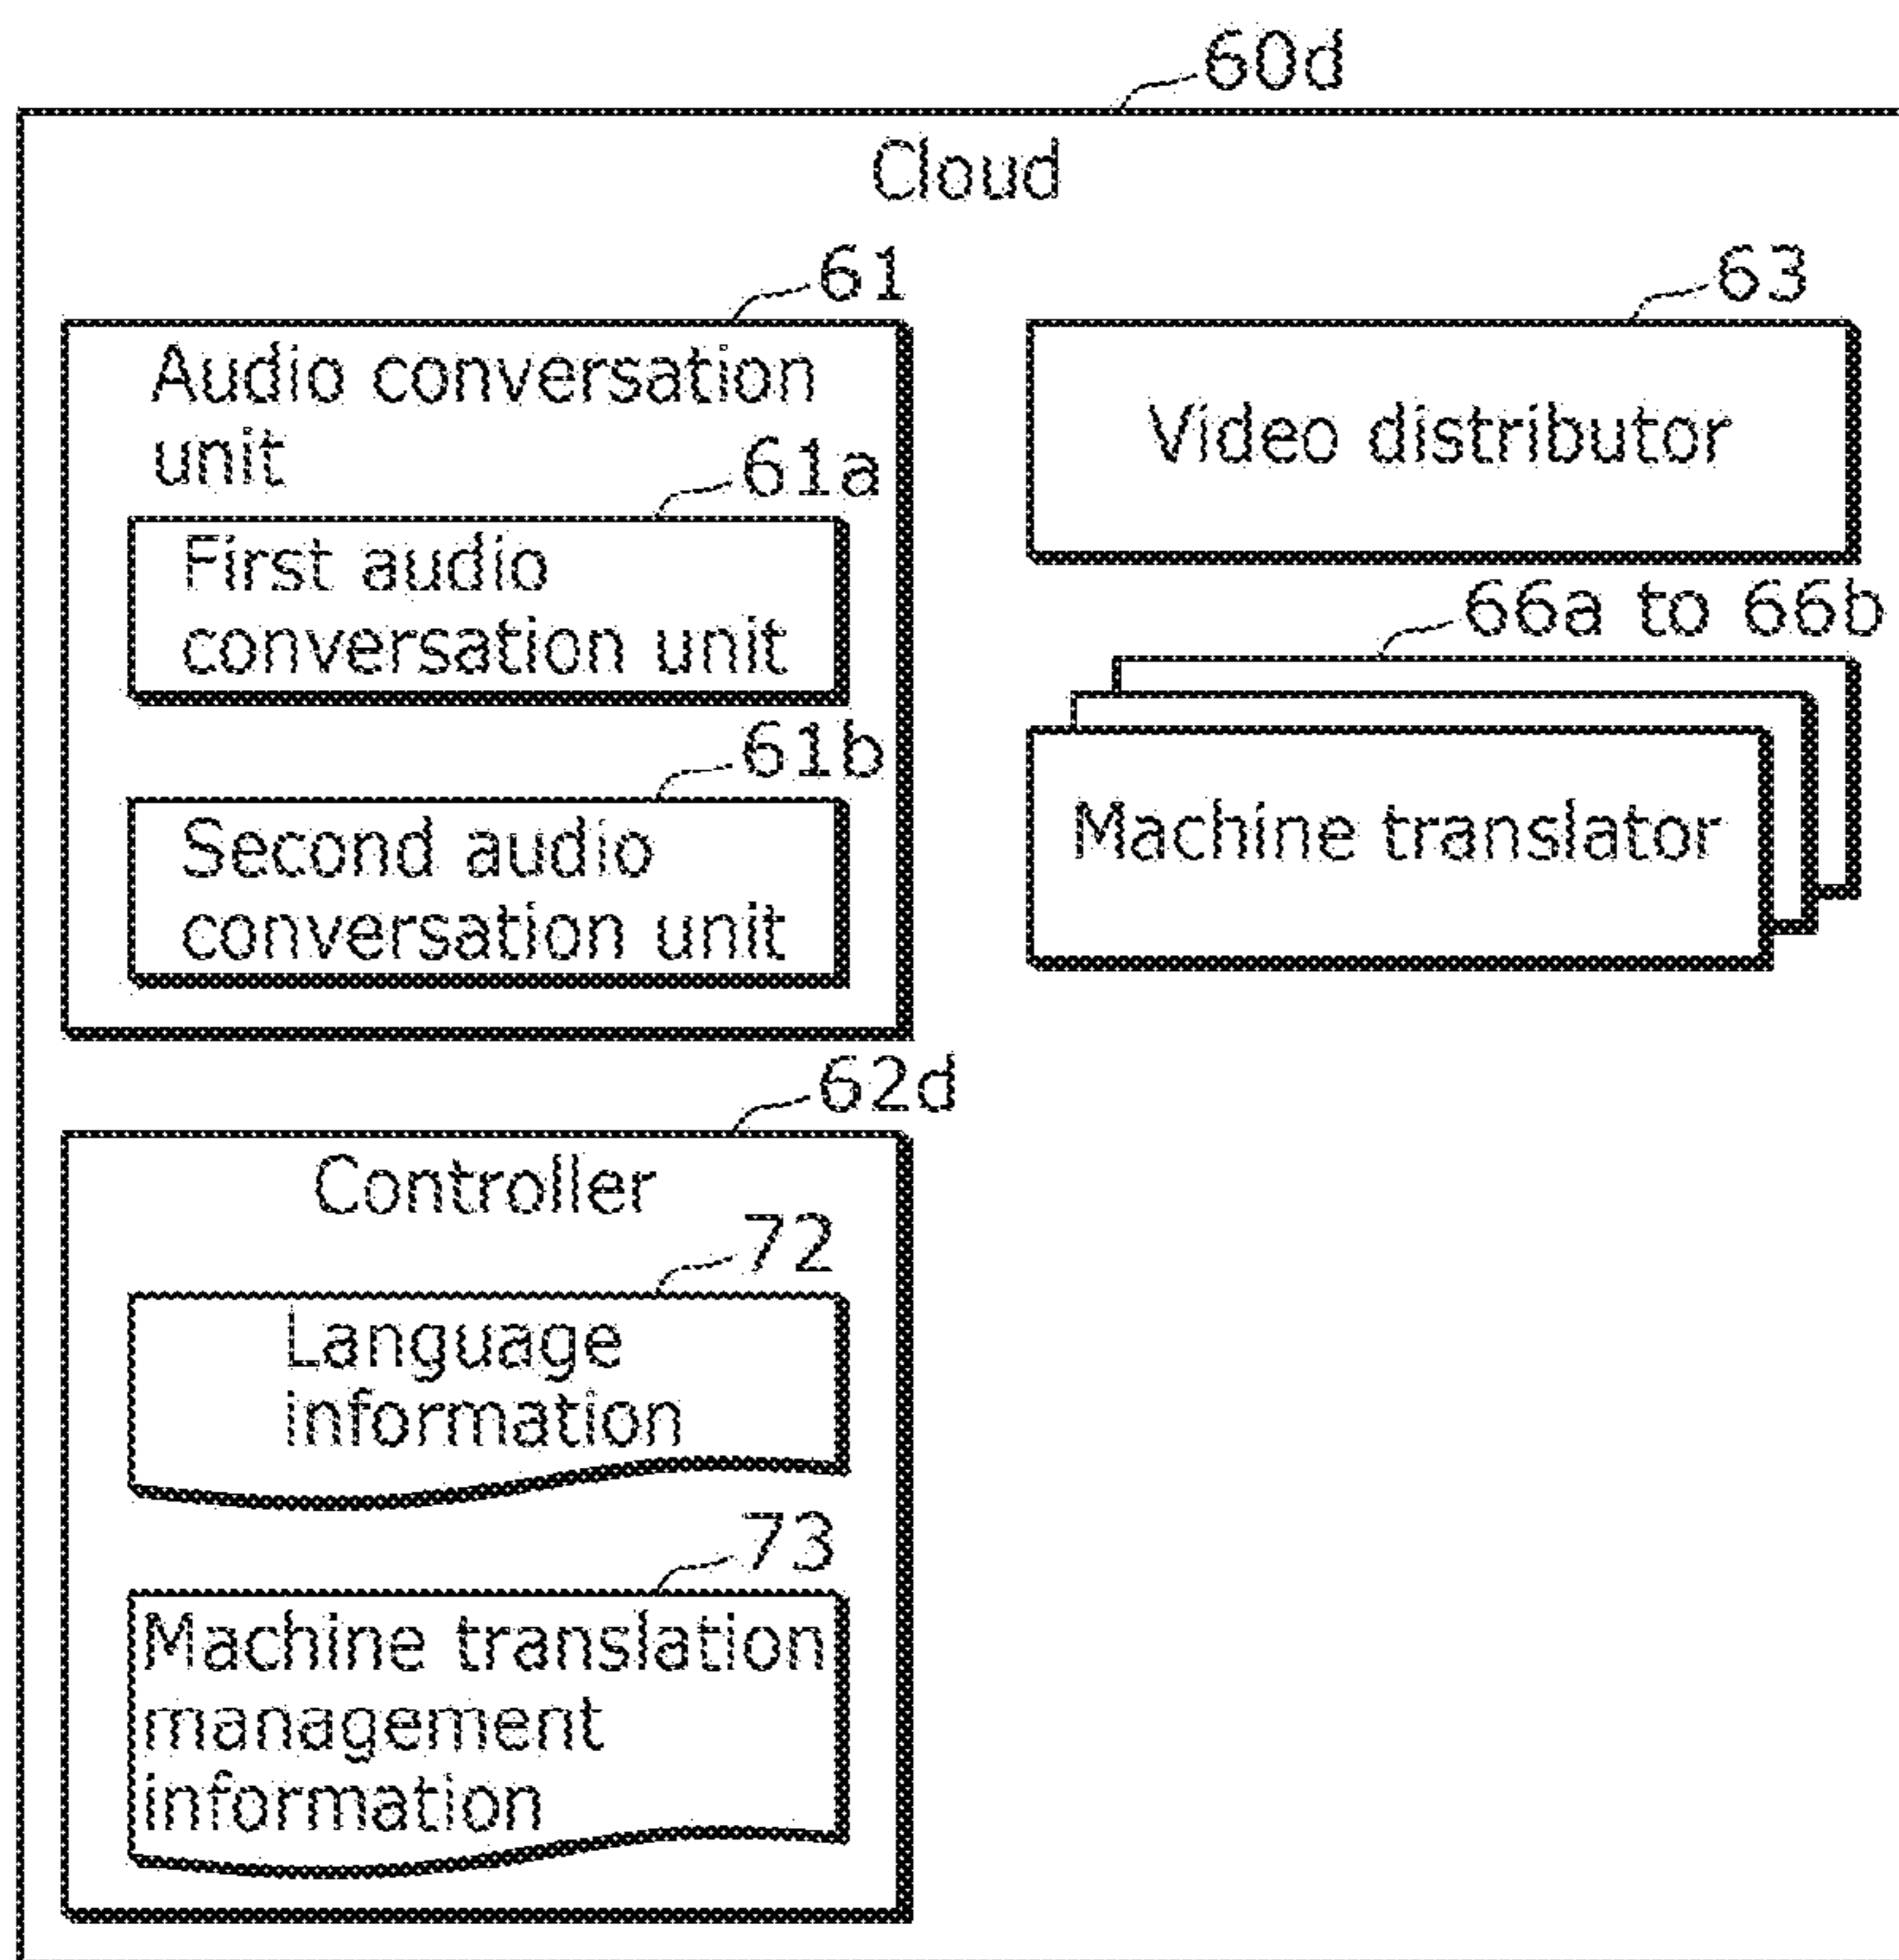 60d
Cloud
61
Audio conversation
unit
61a
First audio
conversation unit
61b
Second audio
conversation unit
63
Video distributor
66a to 66b
Machine translator
62d
Controller
72
Language
information
73
Machine translation
management
information